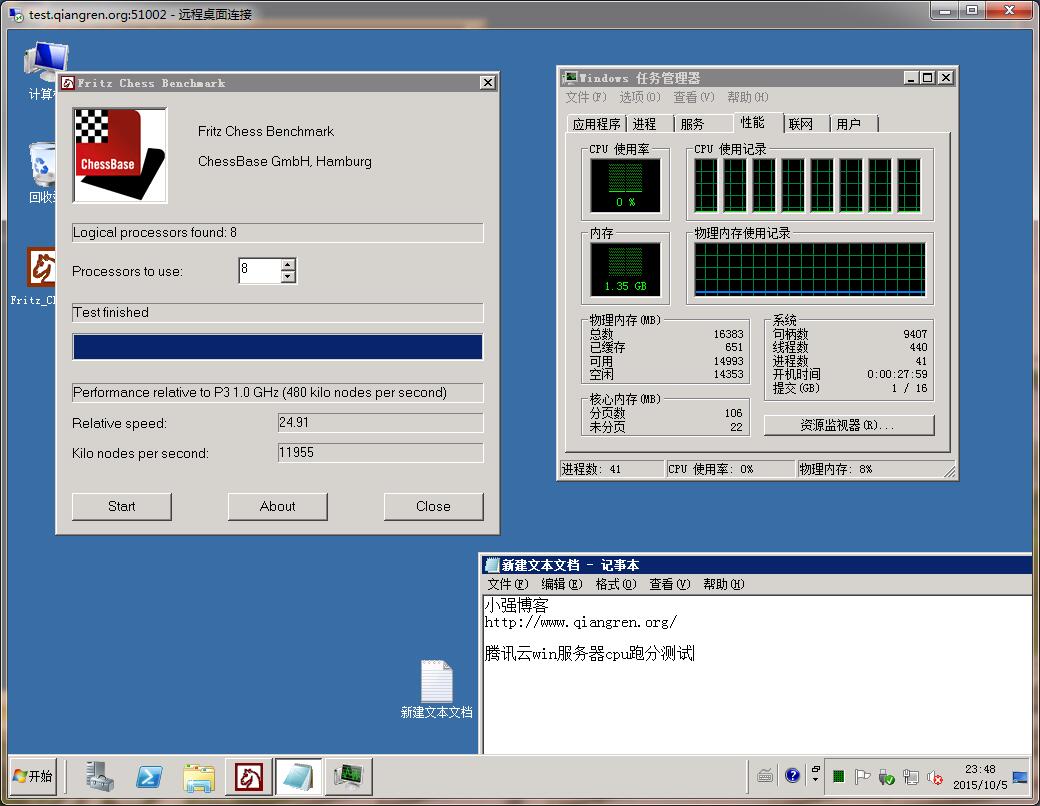 test.qiangren.org:51002 - 远程桌面连接
Fritz Chess Benchmark
ChessBase
Fritz Chess Benchmark
ChessBase GmbH, Hamburg
Logical processors found: 8
Processors to use:
8
Test finished
Performance relative to P3 1.0 GHz (480 kilo nodes per second)
Relative speed:
24.91
Kilo nodes per second:
11955
Start
About
Close
Windows 任务管理器
文件(F) 选项(O) 查看(V) 帮助(H)
应用程序 进程 服务 性能 联网 用户
CPU 使用率
0 %
CPU 使用记录
内存
1.35 GB
物理内存使用记录
物理内存(MB)
总数 16383
已缓存 651
可用 14993
空闲 14353
核心内存(MB)
分页数 106
未分页 22
系统
句柄数 9407
线程数 440
进程数 41
开机时间 0:00:27:59
提交(GB) 1 / 16
资源监视器(R)...
进程数: 41 CPU 使用率: 0% 物理内存: 8%
新建文本文档 - 记事本
文件(F) 编辑(E) 格式(O) 查看(V) 帮助(H)
小强博客
http://www.qiangren.org/
腾讯云win服务器cpu跑分测试
计算
回收
Fritz_C
新建文本文档
开始
23:48
2015/10/5